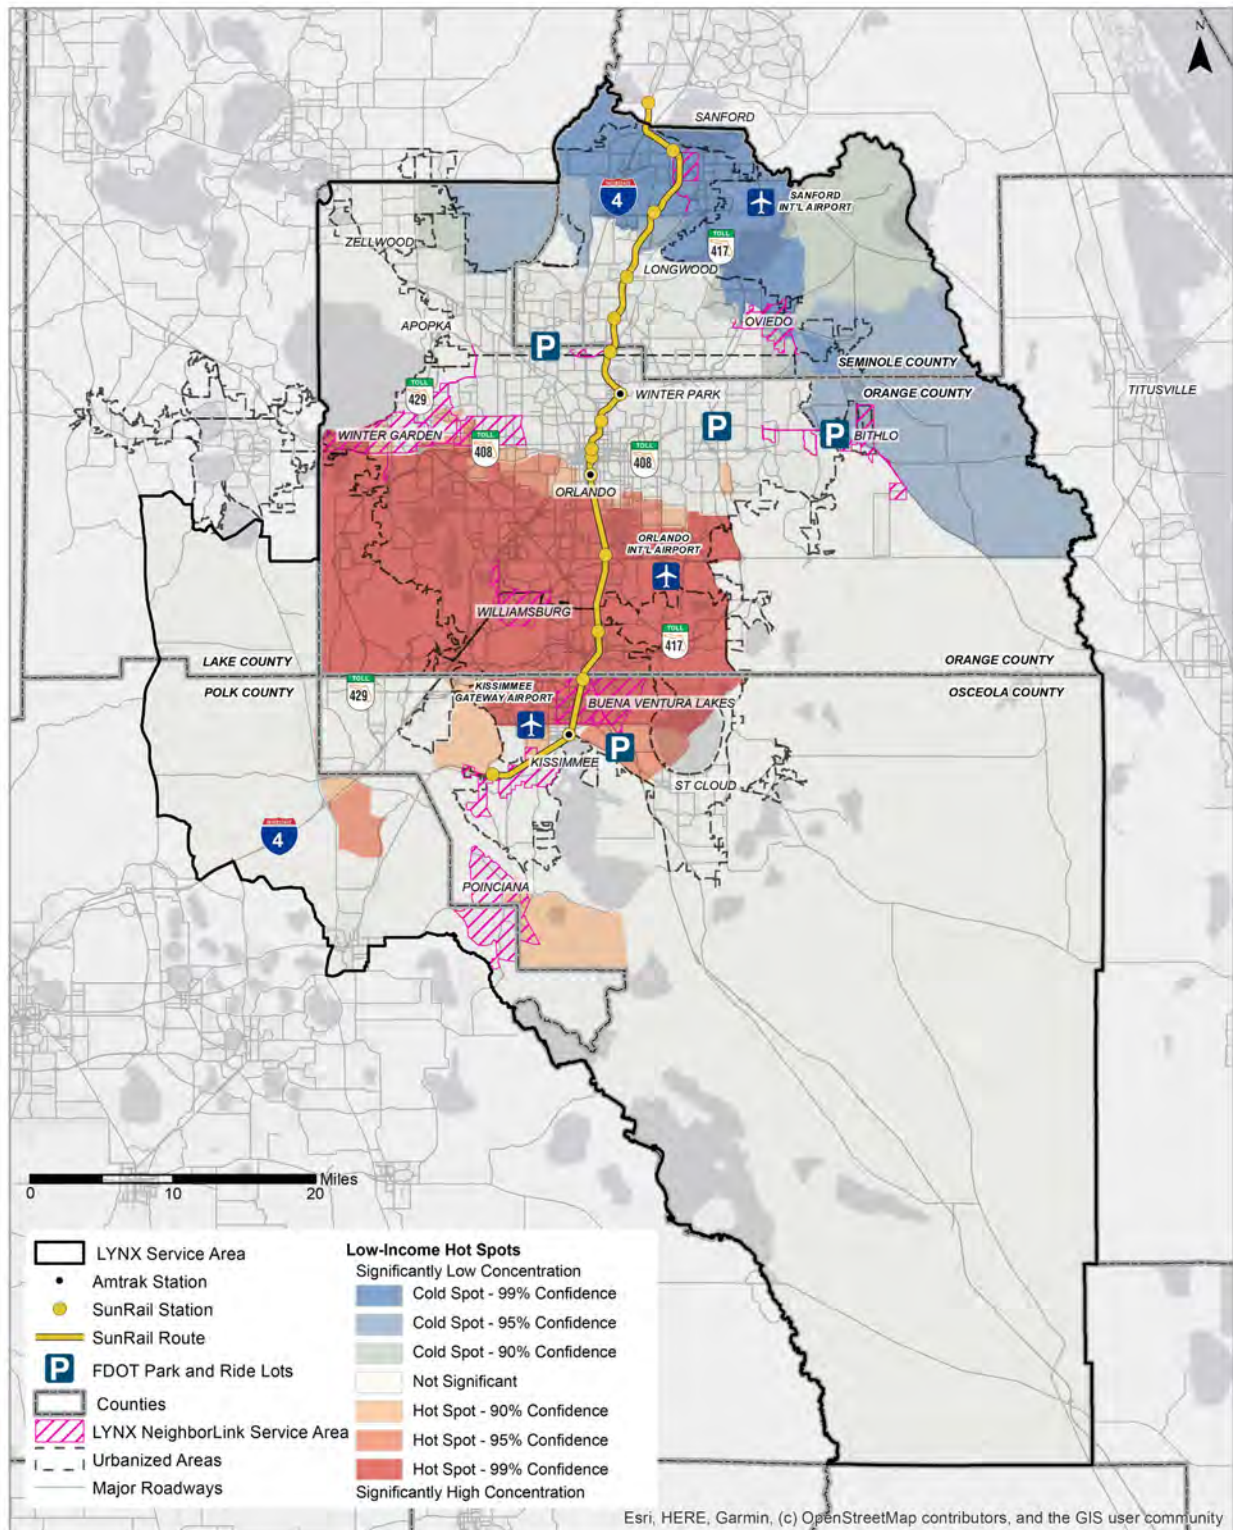 N
SANFORD
4
SANFORD
INT'L AIRPORT
TOLL
417
ZELLWOOD
LONGWOOD
APOPKA
OVIEDO
P
SEMINOLE COUNTY
ORANGE COUNTY
TITUSVILLE
TOLL
429
WINTER PARK
WINTER GARDEN
TOLL
408
TOLL
408
P
P
BITHLO
ORLANDO
ORLANDO
INT'L AIRPORT
WILLIAMSBURG
TOLL
417
LAKE COUNTY
POLK COUNTY
ORANGE COUNTY
OSCEOLA COUNTY
TOLL
429
KISSIMMEE
GATEWAY AIRPORT
BUENA VENTURA LAKES
P
KISSIMMEE
ST CLOUD
4
POINCIANA
Miles
0 10 20
LYNX Service Area
Amtrak Station
SunRail Station
SunRail Route
P FDOT Park and Ride Lots
Counties
LYNX NeighborLink Service Area
Urbanized Areas
Major Roadways
Low-Income Hot Spots
Significantly Low Concentration
Cold Spot - 99% Confidence
Cold Spot - 95% Confidence
Cold Spot - 90% Confidence
Not Significant
Hot Spot - 90% Confidence
Hot Spot - 95% Confidence
Hot Spot - 99% Confidence
Significantly High Concentration
Esri, HERE, Garmin, (c) OpenStreetMap contributors, and the GIS user community